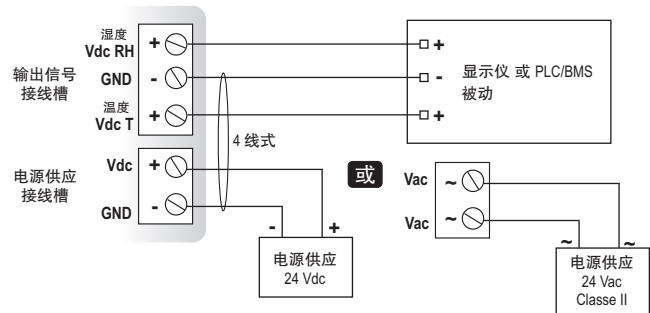 湿度
Vdc RH
+
+
输出信号
接线槽
GND
-
-
显示仪 或 PLC/BMS
被动
温度
Vdc T
+
+
4 线式
电源供应
接线槽
Vdc
+
GND
-
-
+
电源供应
24 Vdc
或
Vac
~
Vac
~
~
~
电源供应
24 Vac
Classe II